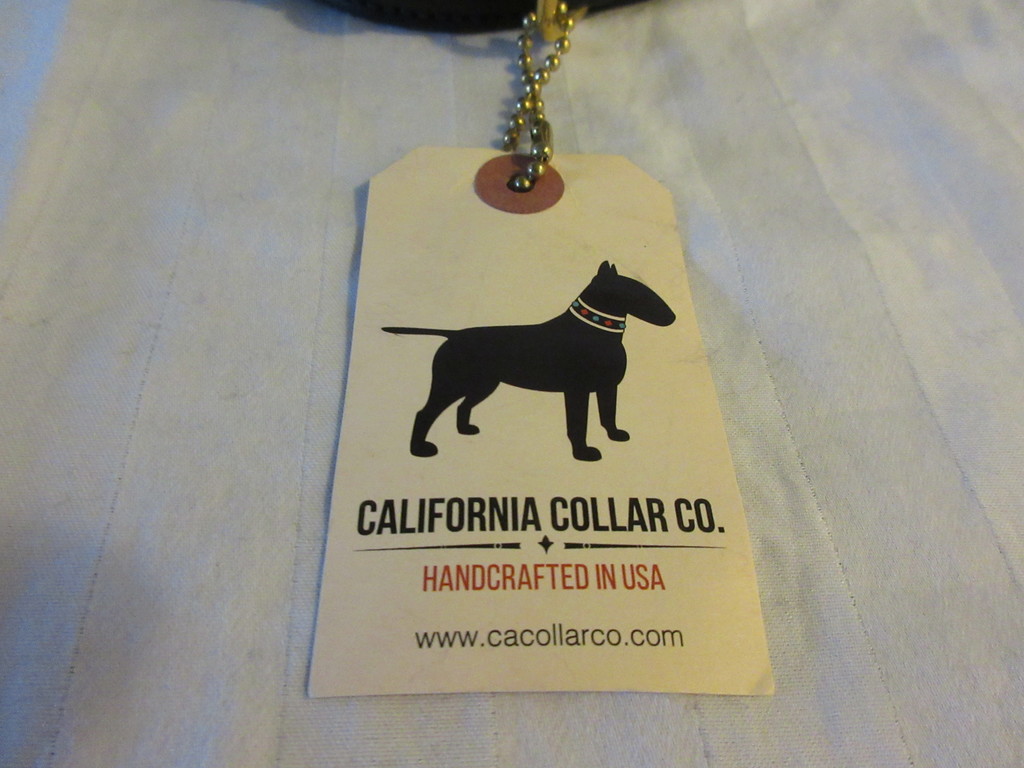 CALIFORNIA COLLAR CO.
HANDCRAFTED IN USA
www.cacollarco.com